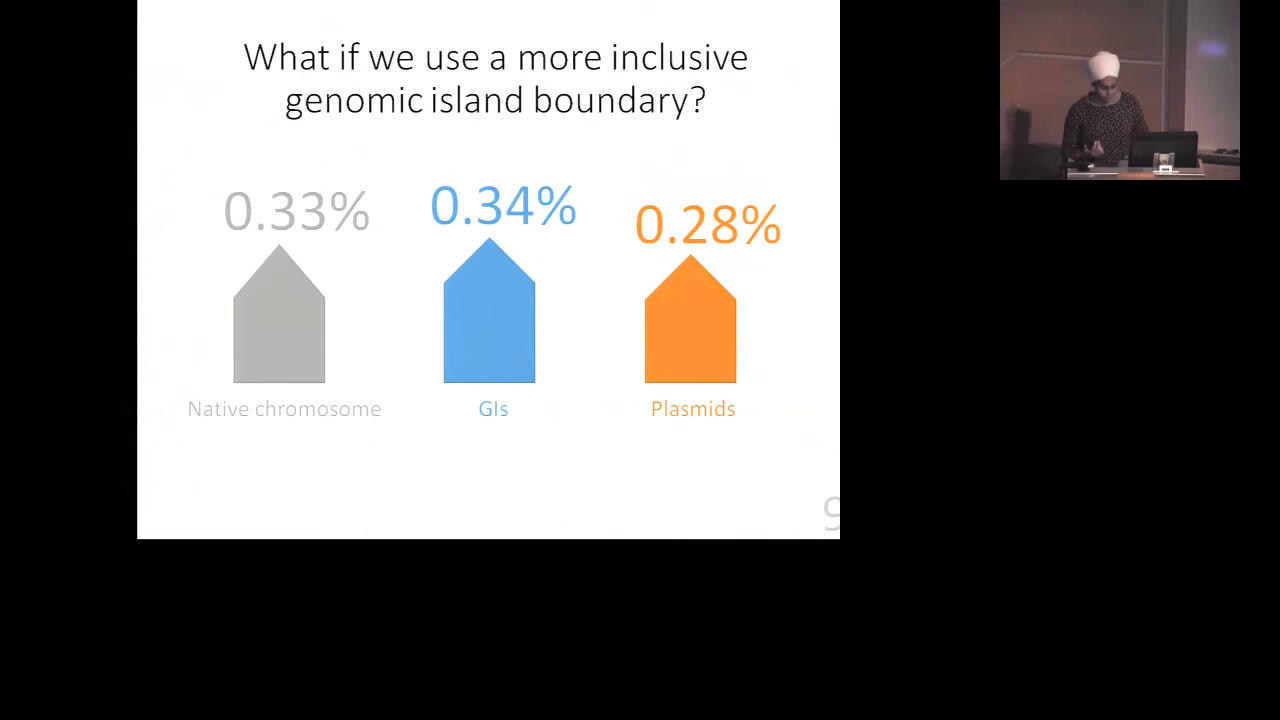 What if we use a more inclusive
genomic island boundary?
0.33% 0.34% 0.28%
Native chromosome GIs Plasmids
9